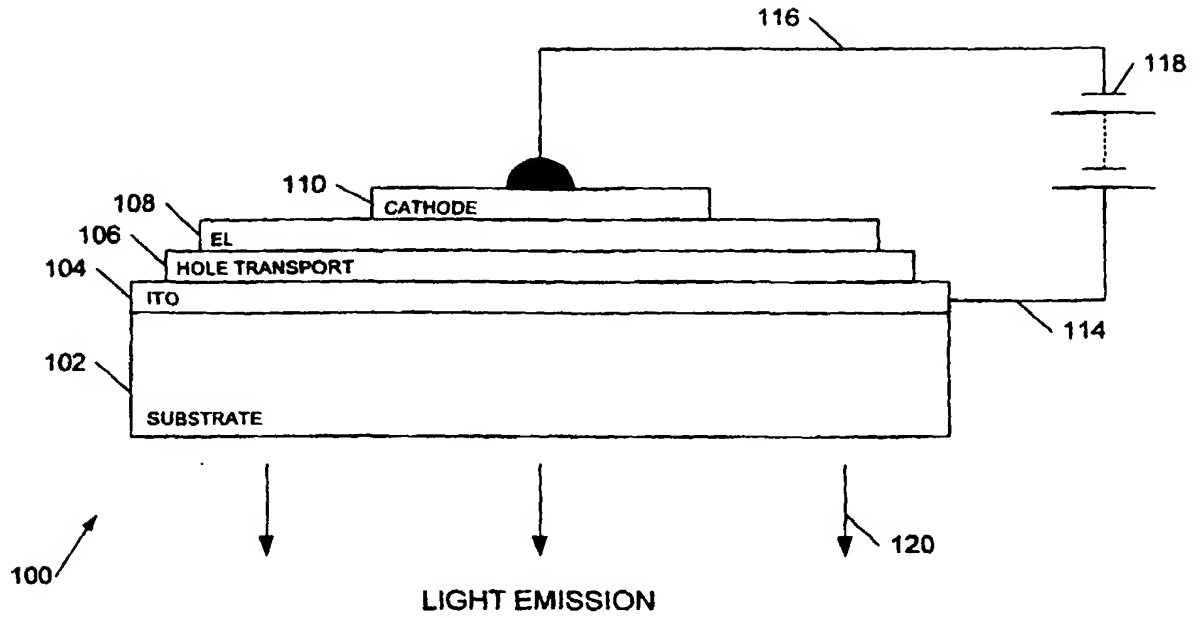 116
118
110
CATHODE
108
EL
106
HOLE TRANSPORT
104
ITO
114
102
SUBSTRATE
120
100
LIGHT EMISSION